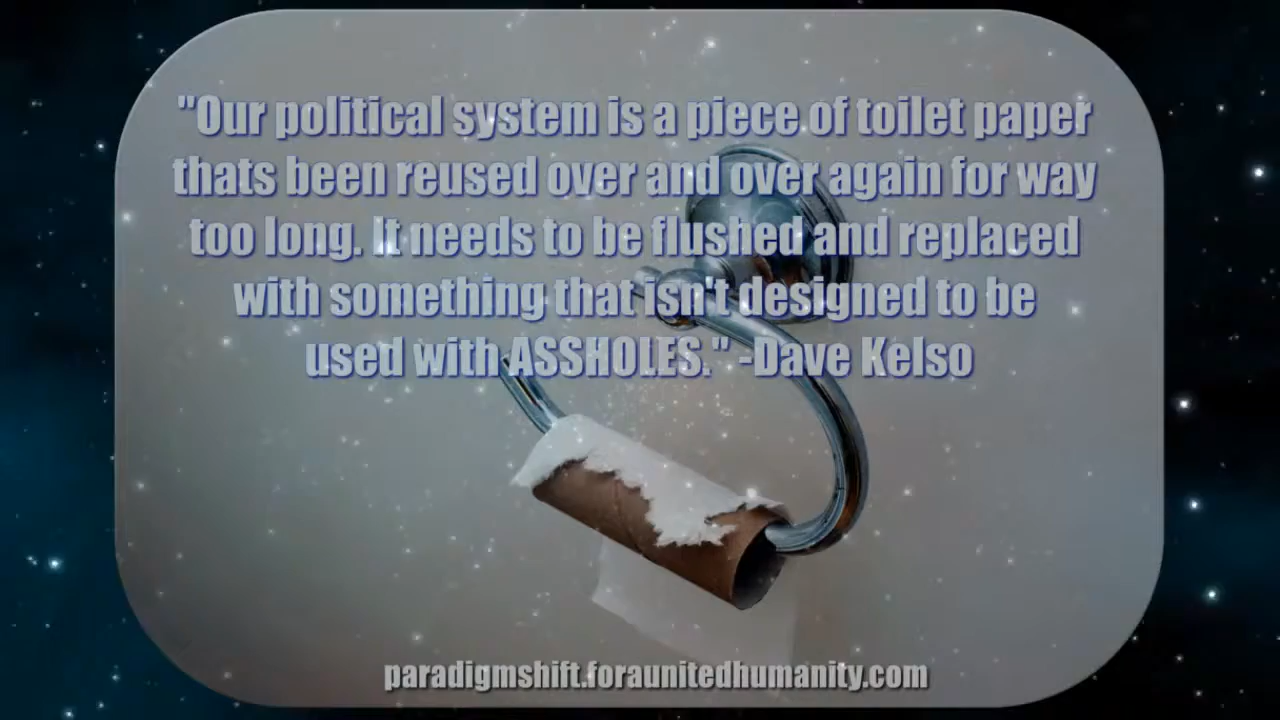 "Our political system is a piece of toilet paper
thats been reused over and over again for way
too long. It needs to be flushed and replaced
with something that isn't designed to be
used with ASSHOLES." -Dave Kelso
paradigmshift.foraunitedhumanity.com